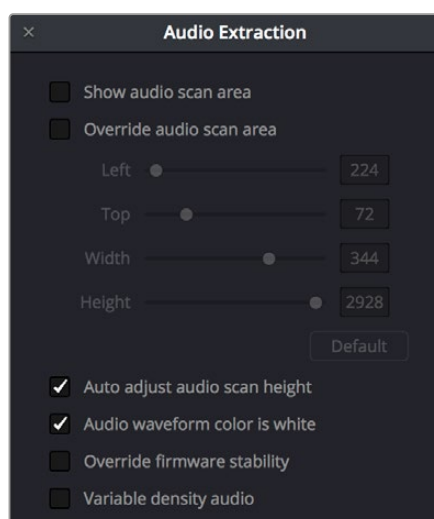 × Audio Extraction
Show audio scan area
Override audio scan area
Left 224
Top 72
Width 344
Height 2928
Default
Auto adjust audio scan height
Audio waveform color is white
Override firmware stability
Variable density audio